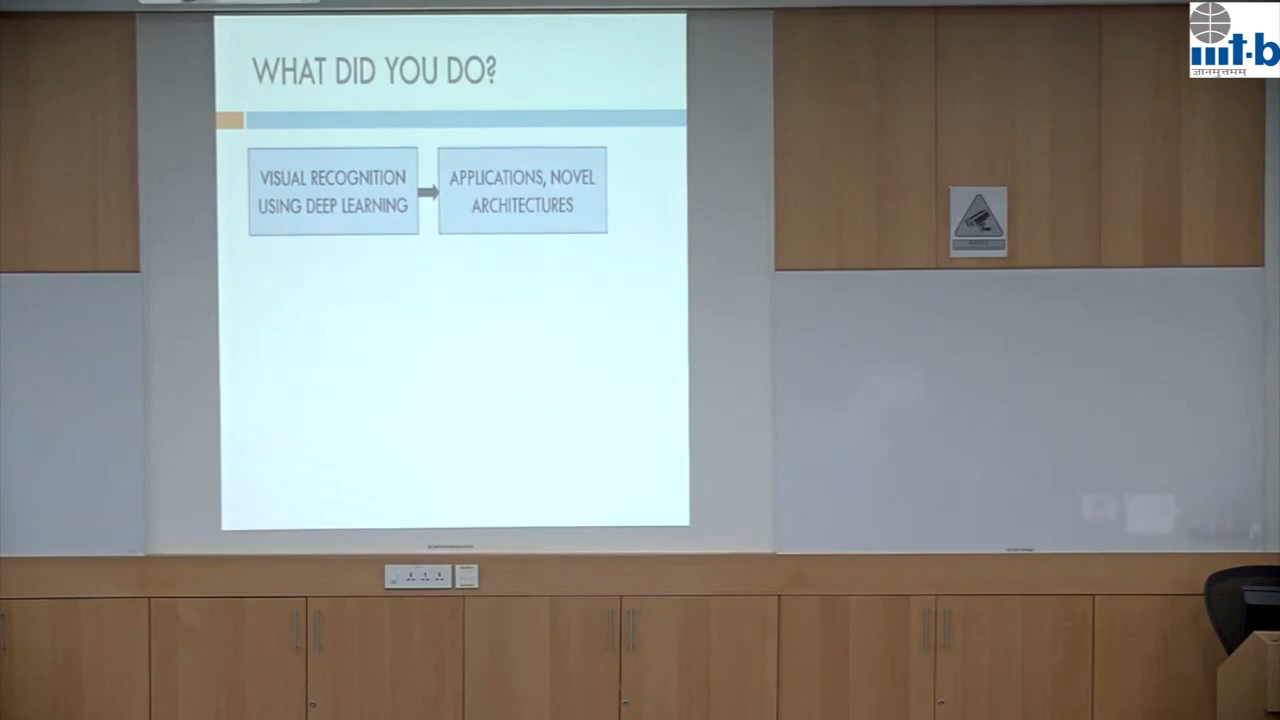 WHAT DID YOU DO?
VISUAL RECOGNITION
USING DEEP LEARNING
APPLICATIONS, NOVEL
ARCHITECTURES
iiit-b
ज्ञानमुत्तमम्